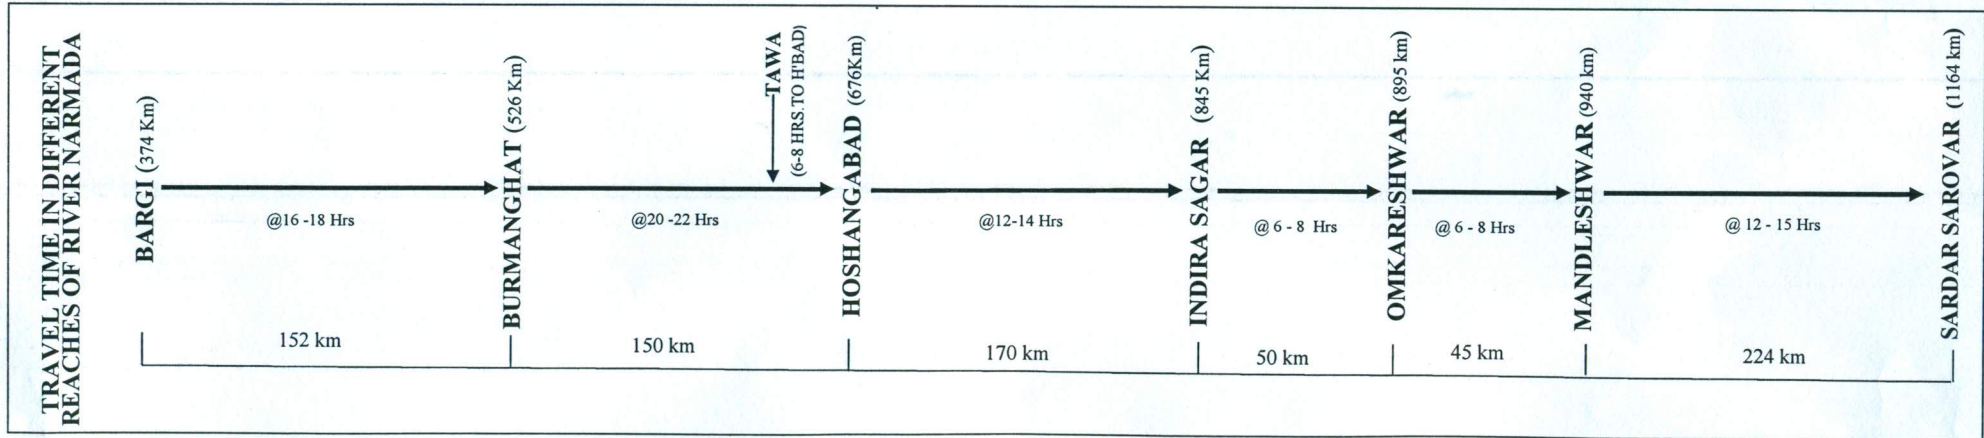 TRAVEL TIME IN DIFFERENT
REACHES OF RIVER NARMADA
BARGI (374 Km)
BURMANGHAT (526 Km)
TAWA
(6-8 HRS.TO H'BAD)
HOSHANGABAD (676Km)
INDIRA SAGAR (845 Km)
OMKARESHWAR (895 km)
MANDLESHWAR (940 km)
SARDAR SAROVAR (1164 km)
@16 -18 Hrs
@20 -22 Hrs
@12-14 Hrs
@ 6 - 8 Hrs
@ 6 - 8 Hrs
@ 12 - 15 Hrs
152 km
150 km
170 km
50 km
45 km
224 km